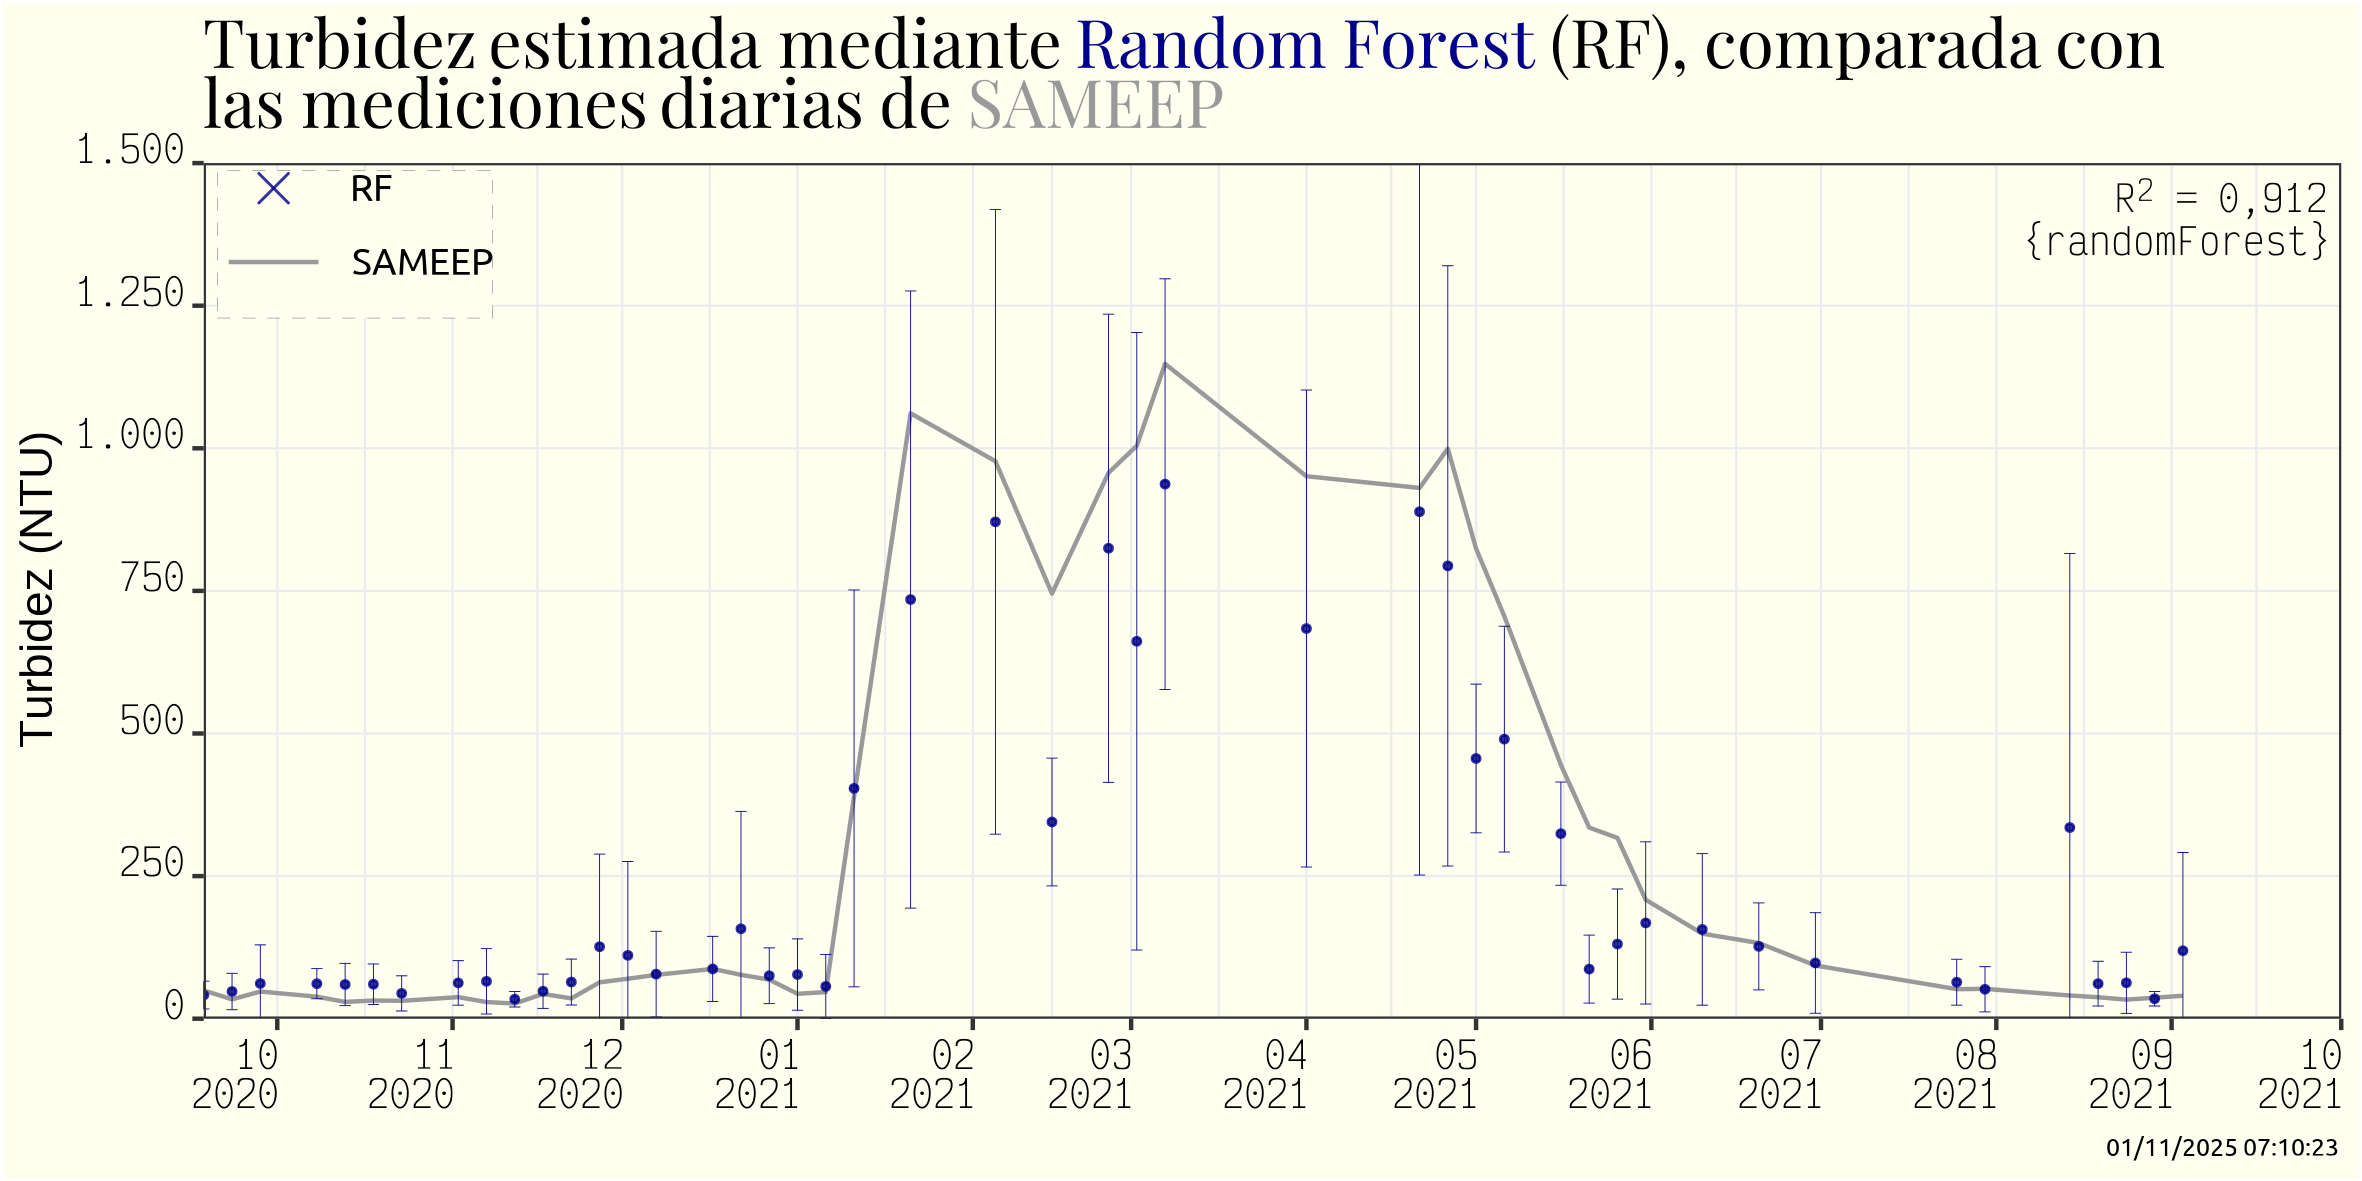 Turbidez estimada mediante Random Forest (RF), comparada con
las mediciones diarias de SAMEEP
1.500
1.250
1.000
750
500
250
0
Turbidez (NTU)
RF
SAMEEP
R² = 0,912
{randomForest}
10 11 12 01 02 03 04 05 06 07 08 09 10
2020 2020 2020 2021 2021 2021 2021 2021 2021 2021 2021 2021 2021
01/11/2025 07:10:23